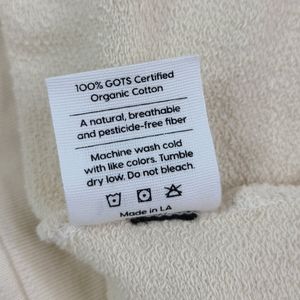 100% GOTS Certified
Organic Cotton
A natural, breathable
and pesticide-free fiber
Machine wash cold
with like colors. Tumble
dry low. Do not bleach.
Made in LA